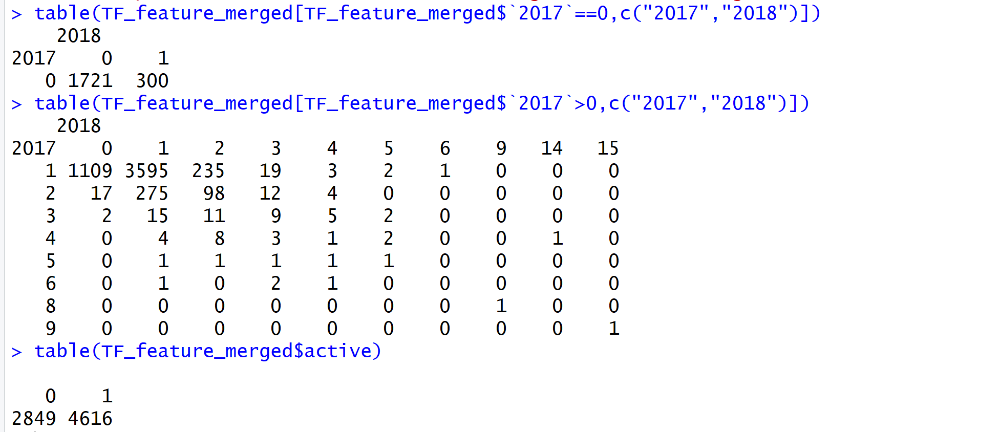 > table(TF_feature_merged[TF_feature_merged$`2017`==0,c("2017","2018")])
    2018
2017    0    1
   0 1721  300
> table(TF_feature_merged[TF_feature_merged$`2017`>0,c("2017","2018")])
    2018
2017    0    1    2    3    4    5    6    9   14   15
   1 1109 3595  235   19    3    2    1    0    0    0
   2   17  275   98   12    4    0    0    0    0    0
   3    2   15   11    9    5    2    0    0    0    0
   4    0    4    8    3    1    2    0    0    1    0
   5    0    1    1    1    1    1    0    0    0    0
   6    0    1    0    2    1    0    0    0    0    0
   8    0    0    0    0    0    0    0    1    0    0
   9    0    0    0    0    0    0    0    0    0    1
> table(TF_feature_merged$active)
   0    1
2849 4616